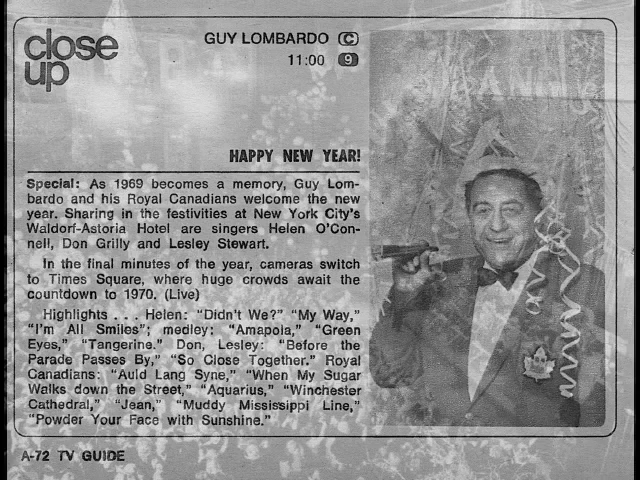 close
up
GUY LOMBARDO C
11:00 9
HAPPY NEW YEAR!
Special: As 1969 becomes a memory, Guy Lom-
bardo and his Royal Canadians welcome the new
year. Sharing in the festivities at New York City's
Waldorf-Astoria Hotel are singers Helen O'Con-
nell, Don Grilly and Lesley Stewart.
In the final minutes of the year, cameras switch
to Times Square, where huge crowds await the
countdown to 1970. (Live)
Highlights . . . Helen: "Didn't We?" "My Way,"
"I'm All Smiles"; medley: "Amapola," "Green
Eyes," "Tangerine." Don, Lesley: "Before the
Parade Passes By," "So Close Together." Royal
Canadians: "Auld Lang Syne," "When My Sugar
Walks down the Street," "Aquarius," "Winchester
Cathedral," "Jean," "Muddy Mississippi Line,"
"Powder Your Face with Sunshine."
A-72 TV GUIDE